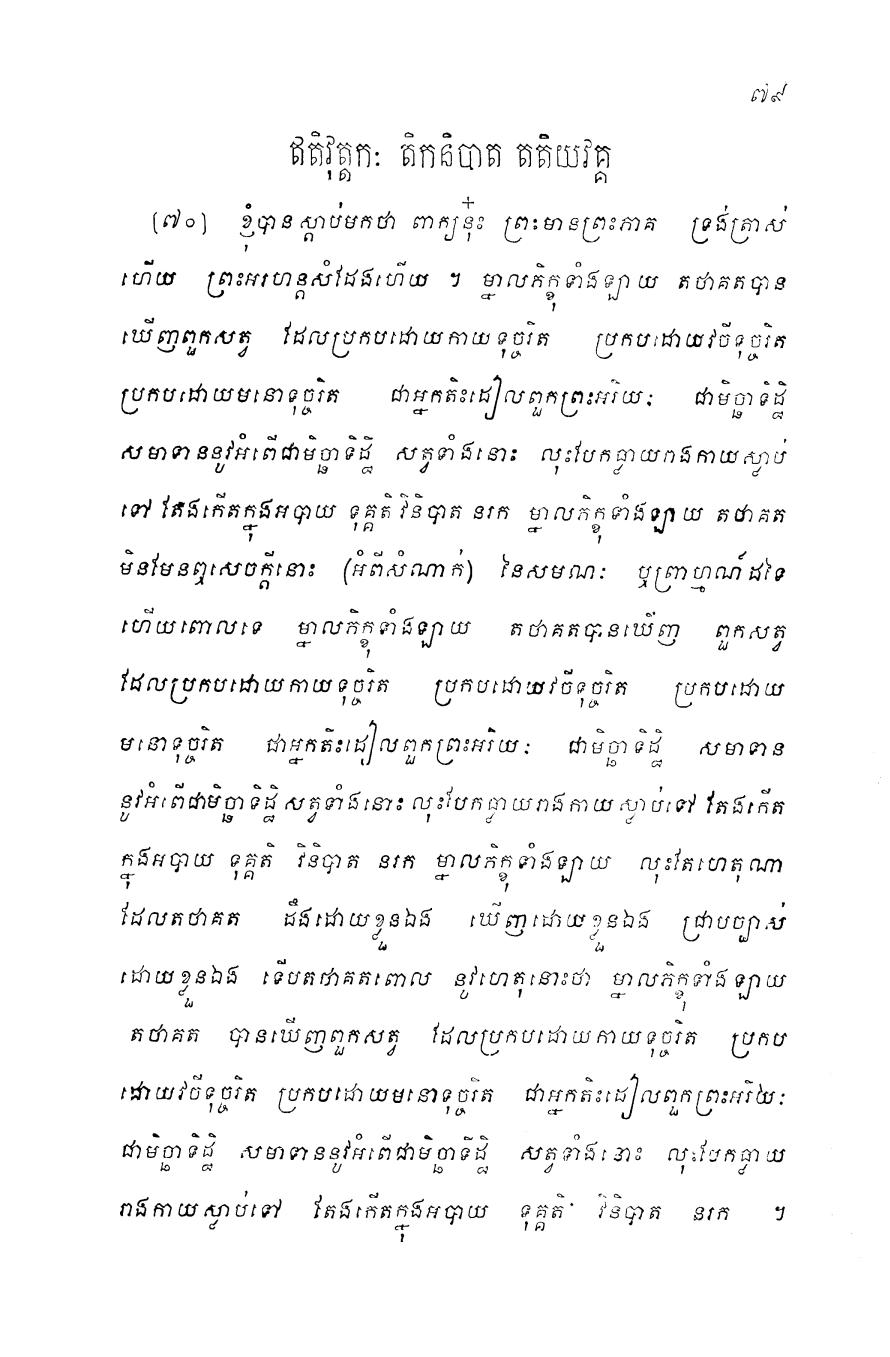 ៧៩
ឥតិវុត្តកៈ តិកនិបាត តតិយវគ្គ
(៧០) ខ្ញុំបានស្តាប់មកថា ពាក្យនុ៎ះ ព្រះមានព្រះភាគ ទ្រង់ត្រាស់
ហើយ ព្រះអរហន្តសំដែងហើយ ។ ម្នាលភិក្ខុទាំងឡាយ តថាគតបាន
ឃើញពួកសត្វ ដែលប្រកបដោយកាយទុច្ចរិត ប្រកបដោយវចីទុច្ចរិត
ប្រកបដោយមនោទុច្ចរិត ជាអ្នកតិះដៀលពួកព្រះអរិយៈ ជាមិច្ឆាទិដ្ឋិ
សមាទាននូវអំពើជាមិច្ឆាទិដ្ឋិ សត្វទាំងនោះ លុះបែកធ្លាយរាងកាយស្លាប់
ទៅ តែងកើតក្នុងអបាយ ទុគ្គតិ វិនិបាត នរក ម្នាលភិក្ខុទាំងឡាយ តថាគត
មិនមែនឮសេចក្តីនោះ (អំពីសំណាក់) នៃសមណៈ ឬព្រាហ្មណ៍ដទៃ
ហើយពោលទេ ម្នាលភិក្ខុទាំងឡាយ តថាគតបានឃើញ ពួកសត្វ
ដែលប្រកបដោយកាយទុច្ចរិត ប្រកបដោយវចីទុច្ចរិត ប្រកបដោយ
មនោទុច្ចរិត ជាអ្នកតិះដៀលពួកព្រះអរិយៈ ជាមិច្ឆាទិដ្ឋិ សមាទាន
នូវអំពើជាមិច្ឆាទិដ្ឋិ សត្វទាំងនោះ លុះបែកធ្លាយរាងកាយស្លាប់ទៅ តែងកើត
ក្នុងអបាយ ទុគ្គតិ វិនិបាត នរក ម្នាលភិក្ខុទាំងឡាយ លុះតែហេតុណា
ដែលតថាគត ដឹងដោយខ្លួនឯង ឃើញដោយខ្លួនឯង ជ្រាបច្បាស់
ដោយខ្លួនឯង ទើបតថាគតពោល នូវហេតុនោះថា ម្នាលភិក្ខុទាំងឡាយ
តថាគត បានឃើញពួកសត្វ ដែលប្រកបដោយកាយទុច្ចរិត ប្រកប
ដោយវចីទុច្ចរិត ប្រកបដោយមនោទុច្ចរិត ជាអ្នកតិះដៀលពួកព្រះអរិយៈ
ជាមិច្ឆាទិដ្ឋិ សមាទាននូវអំពើជាមិច្ឆាទិដ្ឋិ សត្វទាំងនោះ លុះបែកធ្លាយ
រាងកាយស្លាប់ទៅ តែងកើតក្នុងអបាយ ទុគ្គតិ វិនិបាត នរក ។